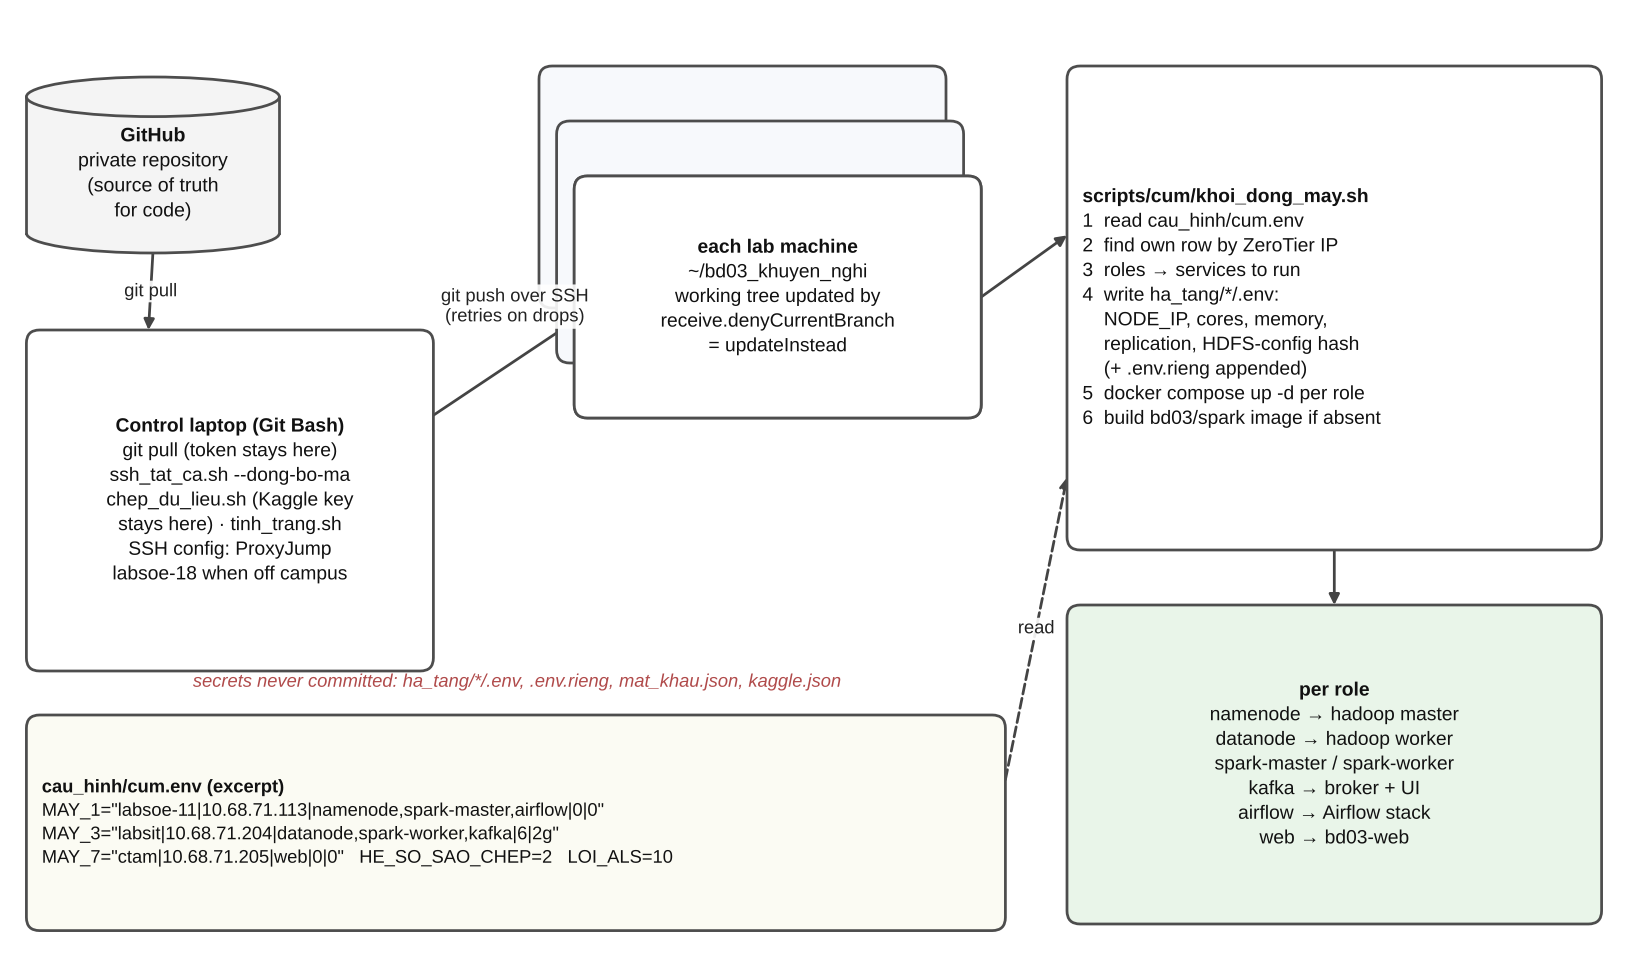 GitHub
private repository
(source of truth
for code)
git pull
Control laptop (Git Bash)
git pull (token stays here)
ssh_tat_ca.sh --dong-bo-ma
chep_du_lieu.sh (Kaggle key
stays here) · tinh_trang.sh
SSH config: ProxyJump
labsoe-18 when off campus
git push over SSH
(retries on drops)
each lab machine
~/bd03_khuyen_nghi
working tree updated by
receive.denyCurrentBranch
= updateInstead
scripts/cum/khoi_dong_may.sh
1 read cau_hinh/cum.env
2 find own row by ZeroTier IP
3 roles → services to run
4 write ha_tang/*/.env:
NODE_IP, cores, memory,
replication, HDFS-config hash
(+ .env.rieng appended)
5 docker compose up -d per role
6 build bd03/spark image if absent
read
secrets never committed: ha_tang/*/.env, .env.rieng, mat_khau.json, kaggle.json
cau_hinh/cum.env (excerpt)
MAY_1="labsoe-11|10.68.71.113|namenode,spark-master,airflow|0|0"
MAY_3="labsit|10.68.71.204|datanode,spark-worker,kafka|6|2g"
MAY_7="ctam|10.68.71.205|web|0|0" HE_SO_SAO_CHEP=2 LOI_ALS=10
per role
namenode → hadoop master
datanode → hadoop worker
spark-master / spark-worker
kafka → broker + UI
airflow → Airflow stack
web → bd03-web